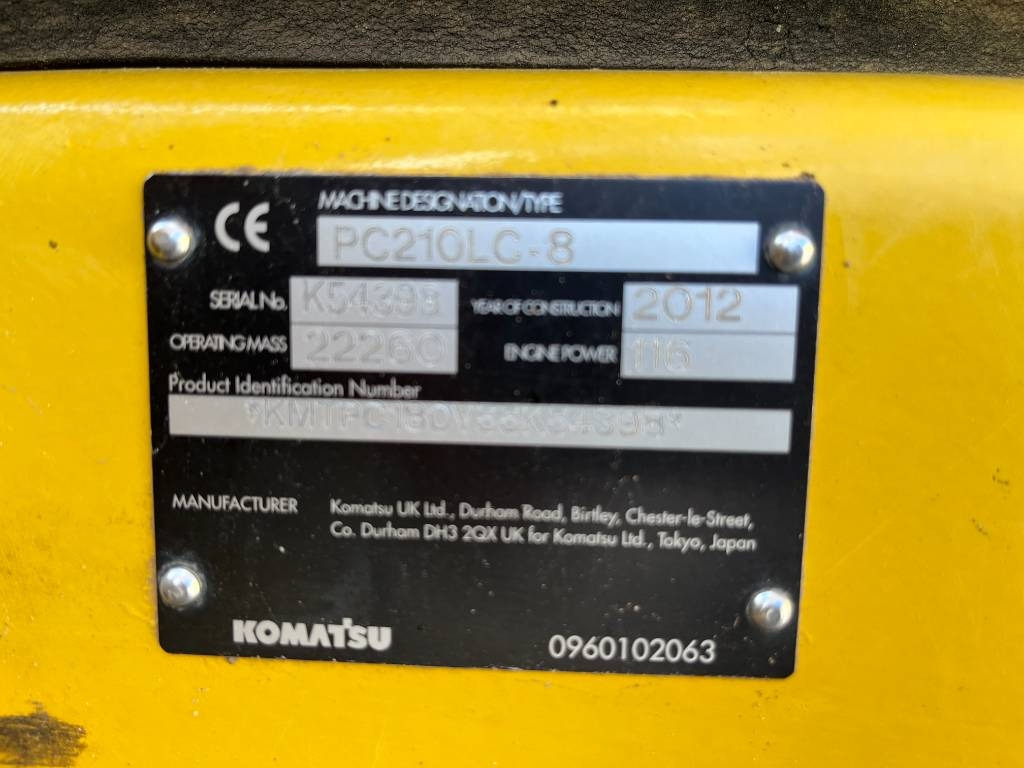 CE
MACHINE DESIGNATION/TYPE
PC210LC-8
SERIAL No. K54398 YEAR OF CONSTRUCTION 2012
OPERATING MASS 22260 ENGINE POWER 116
Product Identification Number
MANUFACTURER Komatsu UK Ltd., Durham Road, Birtley, Chester-le-Street,
Co. Durham DH3 2QX UK for Komatsu Ltd., Tokyo, Japan
KOMATSU 0960102063